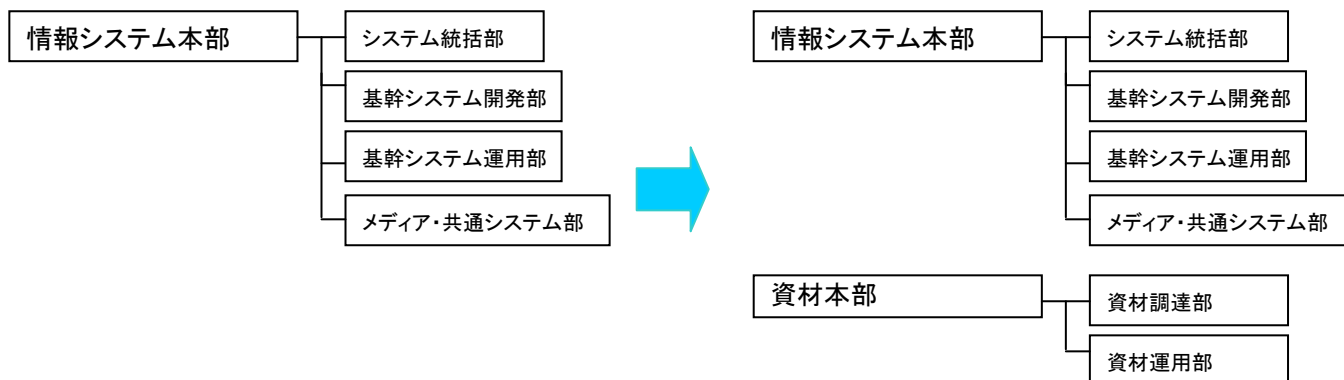 情報システム本部
システム統括部
基幹システム開発部
基幹システム運用部
メディア・共通システム部
情報システム本部
システム統括部
基幹システム開発部
基幹システム運用部
メディア・共通システム部
資材本部
資材調達部
資材運用部